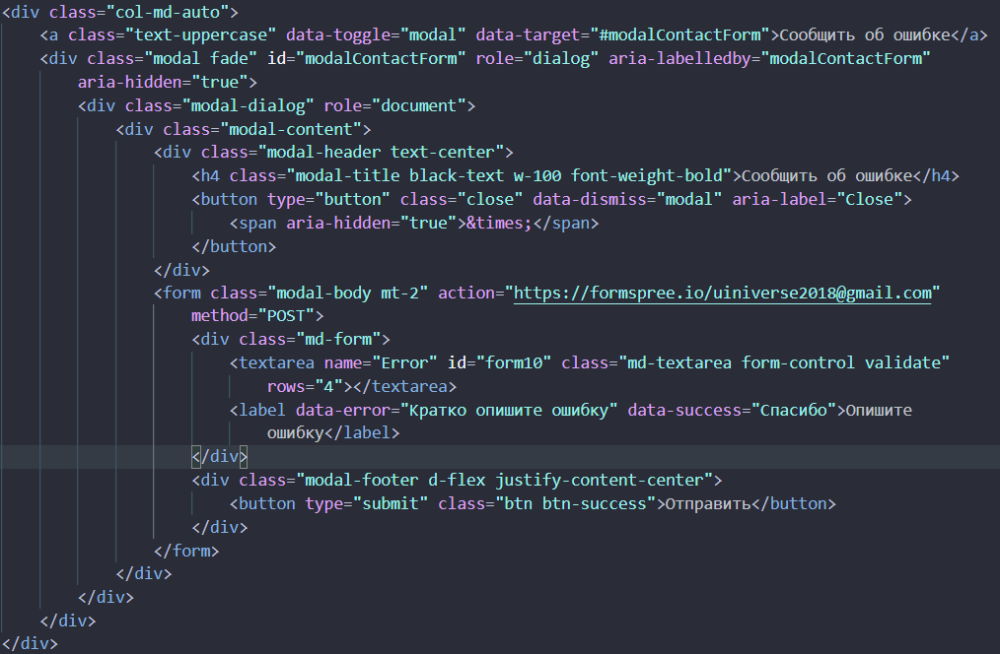 <div class="col-md-auto">
<a class="text-uppercase" data-toggle="modal" data-target="#modalContactForm">Сообщить об ошибке</a>
<div class="modal fade" id="modalContactForm" role="dialog" aria-labelledby="modalContactForm"
aria-hidden="true">
<div class="modal-dialog" role="document">
<div class="modal-content">
<div class="modal-header text-center">
<h4 class="modal-title black-text w-100 font-weight-bold">Сообщить об ошибке</h4>
<button type="button" class="close" data-dismiss="modal" aria-label="Close">
<span aria-hidden="true">&times;</span>
</button>
</div>
<form class="modal-body mt-2" action="https://formspree.io/uiniverse2018@gmail.com"
method="POST">
<div class="md-form">
<textarea name="Error" id="form10" class="md-textarea form-control validate"
rows="4"></textarea>
<label data-error="Кратко опишите ошибку" data-success="Спасибо">Опишите
ошибку</label>
</div>
<div class="modal-footer d-flex justify-content-center">
<button type="submit" class="btn btn-success">Отправить</button>
</div>
</form>
</div>
</div>
</div>
</div>